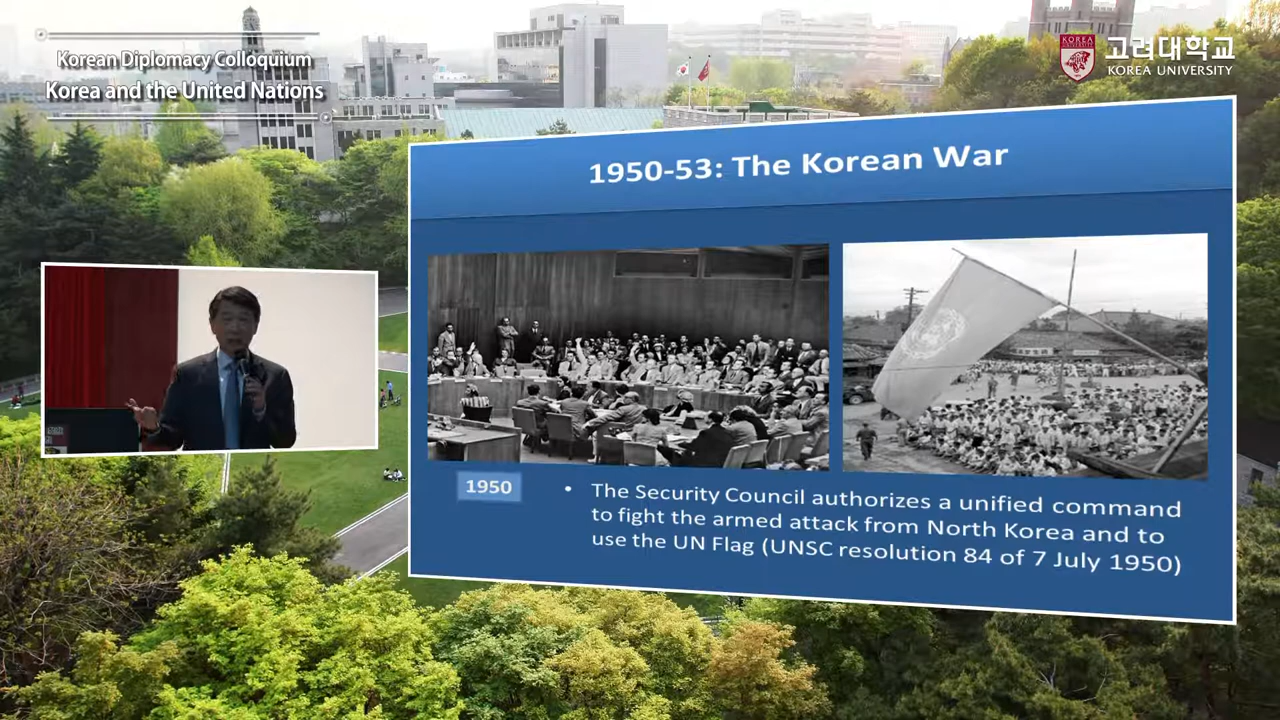 Korean Diplomacy Colloquium
Korea and the United Nations
KOREA
고려대학교
KOREA UNIVERSITY
1950-53: The Korean War
1950
• The Security Council authorizes a unified command
to fight the armed attack from North Korea and to
use the UN Flag (UNSC resolution 84 of 7 July 1950)